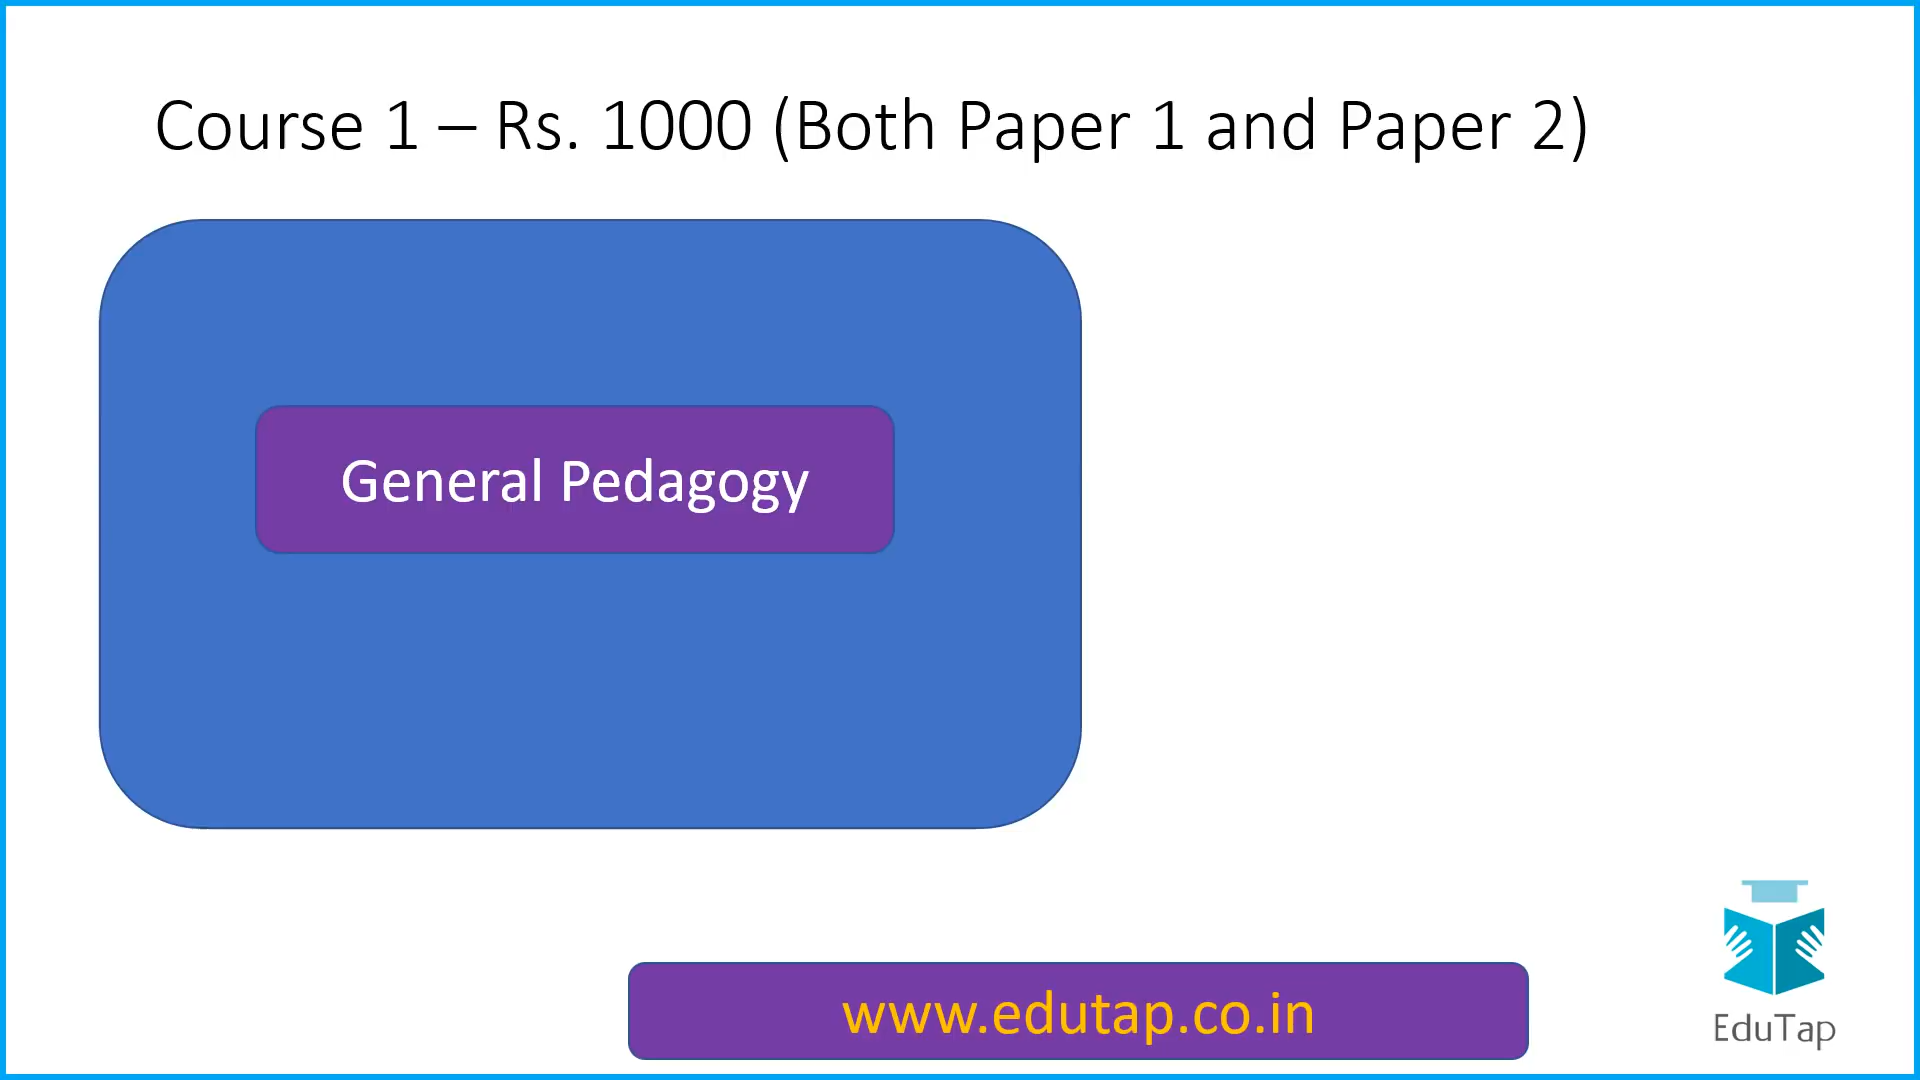 Course 1 – Rs. 1000 (Both Paper 1 and Paper 2)
General Pedagogy
www.edutap.co.in
EduTap